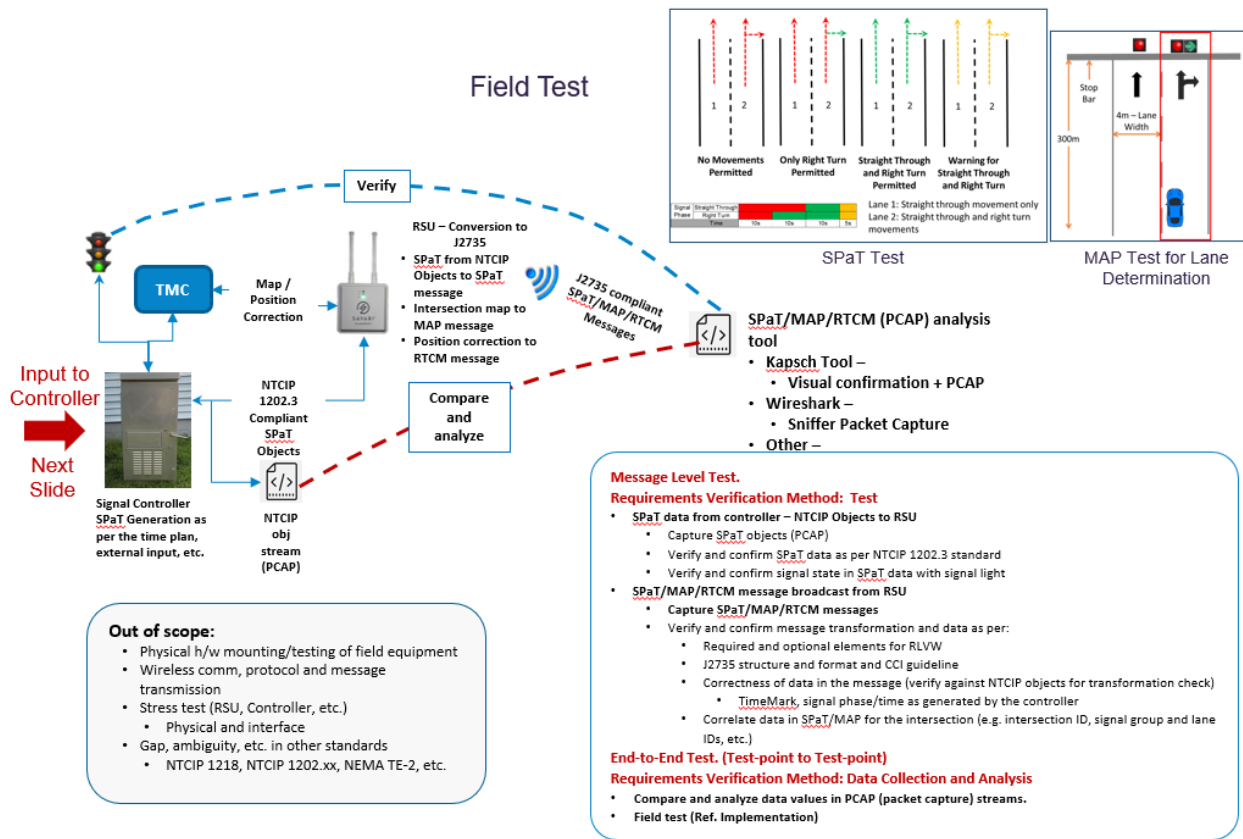 Field Test
1
2
1
2
1
2
1
2
No Movements
Permitted
Only Right Turn
Permitted
Straight Through
and Right Turn
Permitted
Warning for
Straight Through
and Right Turn
Signal
Phase
Straight Through
Right Turn
Time
10s
10s
10s
5s
Lane 1: Straight through movement only
Lane 2: Straight through and right turn
movements
SPaT Test
Stop
Bar
4m – Lane
Width
300m
MAP Test for Lane
Determination
Verify
TMC
Map /
Position
Correction
RSU – Conversion to
J2735
• SPaT from NTCIP
Objects to SPaT
message
• Intersection map to
MAP message
• Position correction to
RTCM message
J2735 compliant
SPaT/MAP/RTCM
Messages
SPaT/MAP/RTCM (PCAP) analysis
tool
• Kapsch Tool –
• Visual confirmation + PCAP
• Wireshark –
• Sniffer Packet Capture
• Other –
Input to
Controller
Next
Slide
NTCIP
1202.3
Compliant
SPaT
Objects
Compare
and
analyze
Signal Controller
SPaT Generation as
per the time plan,
external input, etc.
NTCIP
obj
stream
(PCAP)
Out of scope:
• Physical h/w mounting/testing of field equipment
• Wireless comm, protocol and message
transmission
• Stress test (RSU, Controller, etc.)
• Physical and interface
• Gap, ambiguity, etc. in other standards
• NTCIP 1218, NTCIP 1202.xx, NEMA TE-2, etc.
Message Level Test.
Requirements Verification Method: Test
• SPaT data from controller – NTCIP Objects to RSU
• Capture SPaT objects (PCAP)
• Verify and confirm SPaT data as per NTCIP 1202.3 standard
• Verify and confirm signal state in SPaT data with signal light
• SPaT/MAP/RTCM message broadcast from RSU
• Capture SPaT/MAP/RTCM messages
• Verify and confirm message transformation and data as per:
• Required and optional elements for RLVW
• J2735 structure and format and CCI guideline
• Correctness of data in the message (verify against NTCIP objects for transformation check)
• TimeMark, signal phase/time as generated by the controller
• Correlate data in SPaT/MAP for the intersection (e.g. intersection ID, signal group and lane
IDs, etc.)
End-to-End Test. (Test-point to Test-point)
Requirements Verification Method: Data Collection and Analysis
• Compare and analyze data values in PCAP (packet capture) streams.
• Field test (Ref. Implementation)